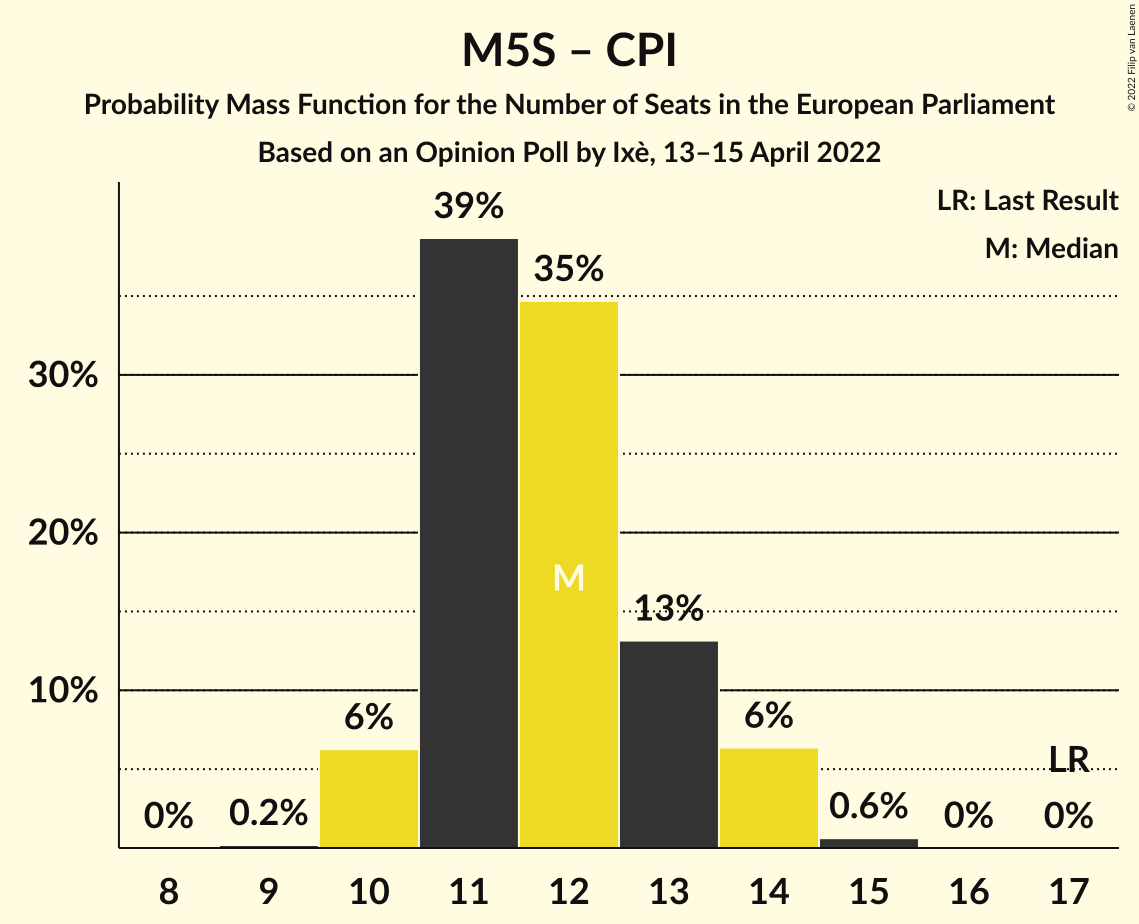 M5S – CPI
Probability Mass Function for the Number of Seats in the European Parliament
Based on an Opinion Poll by Ixè, 13–15 April 2022
© 2022 Filip van Laenen
LR: Last Result
M: Median
39%
35%
30%
20%
M
13%
10%
6%
6%
LR
0%
0.2%
0.6%
0%
0%
8 9 10 11 12 13 14 15 16 17